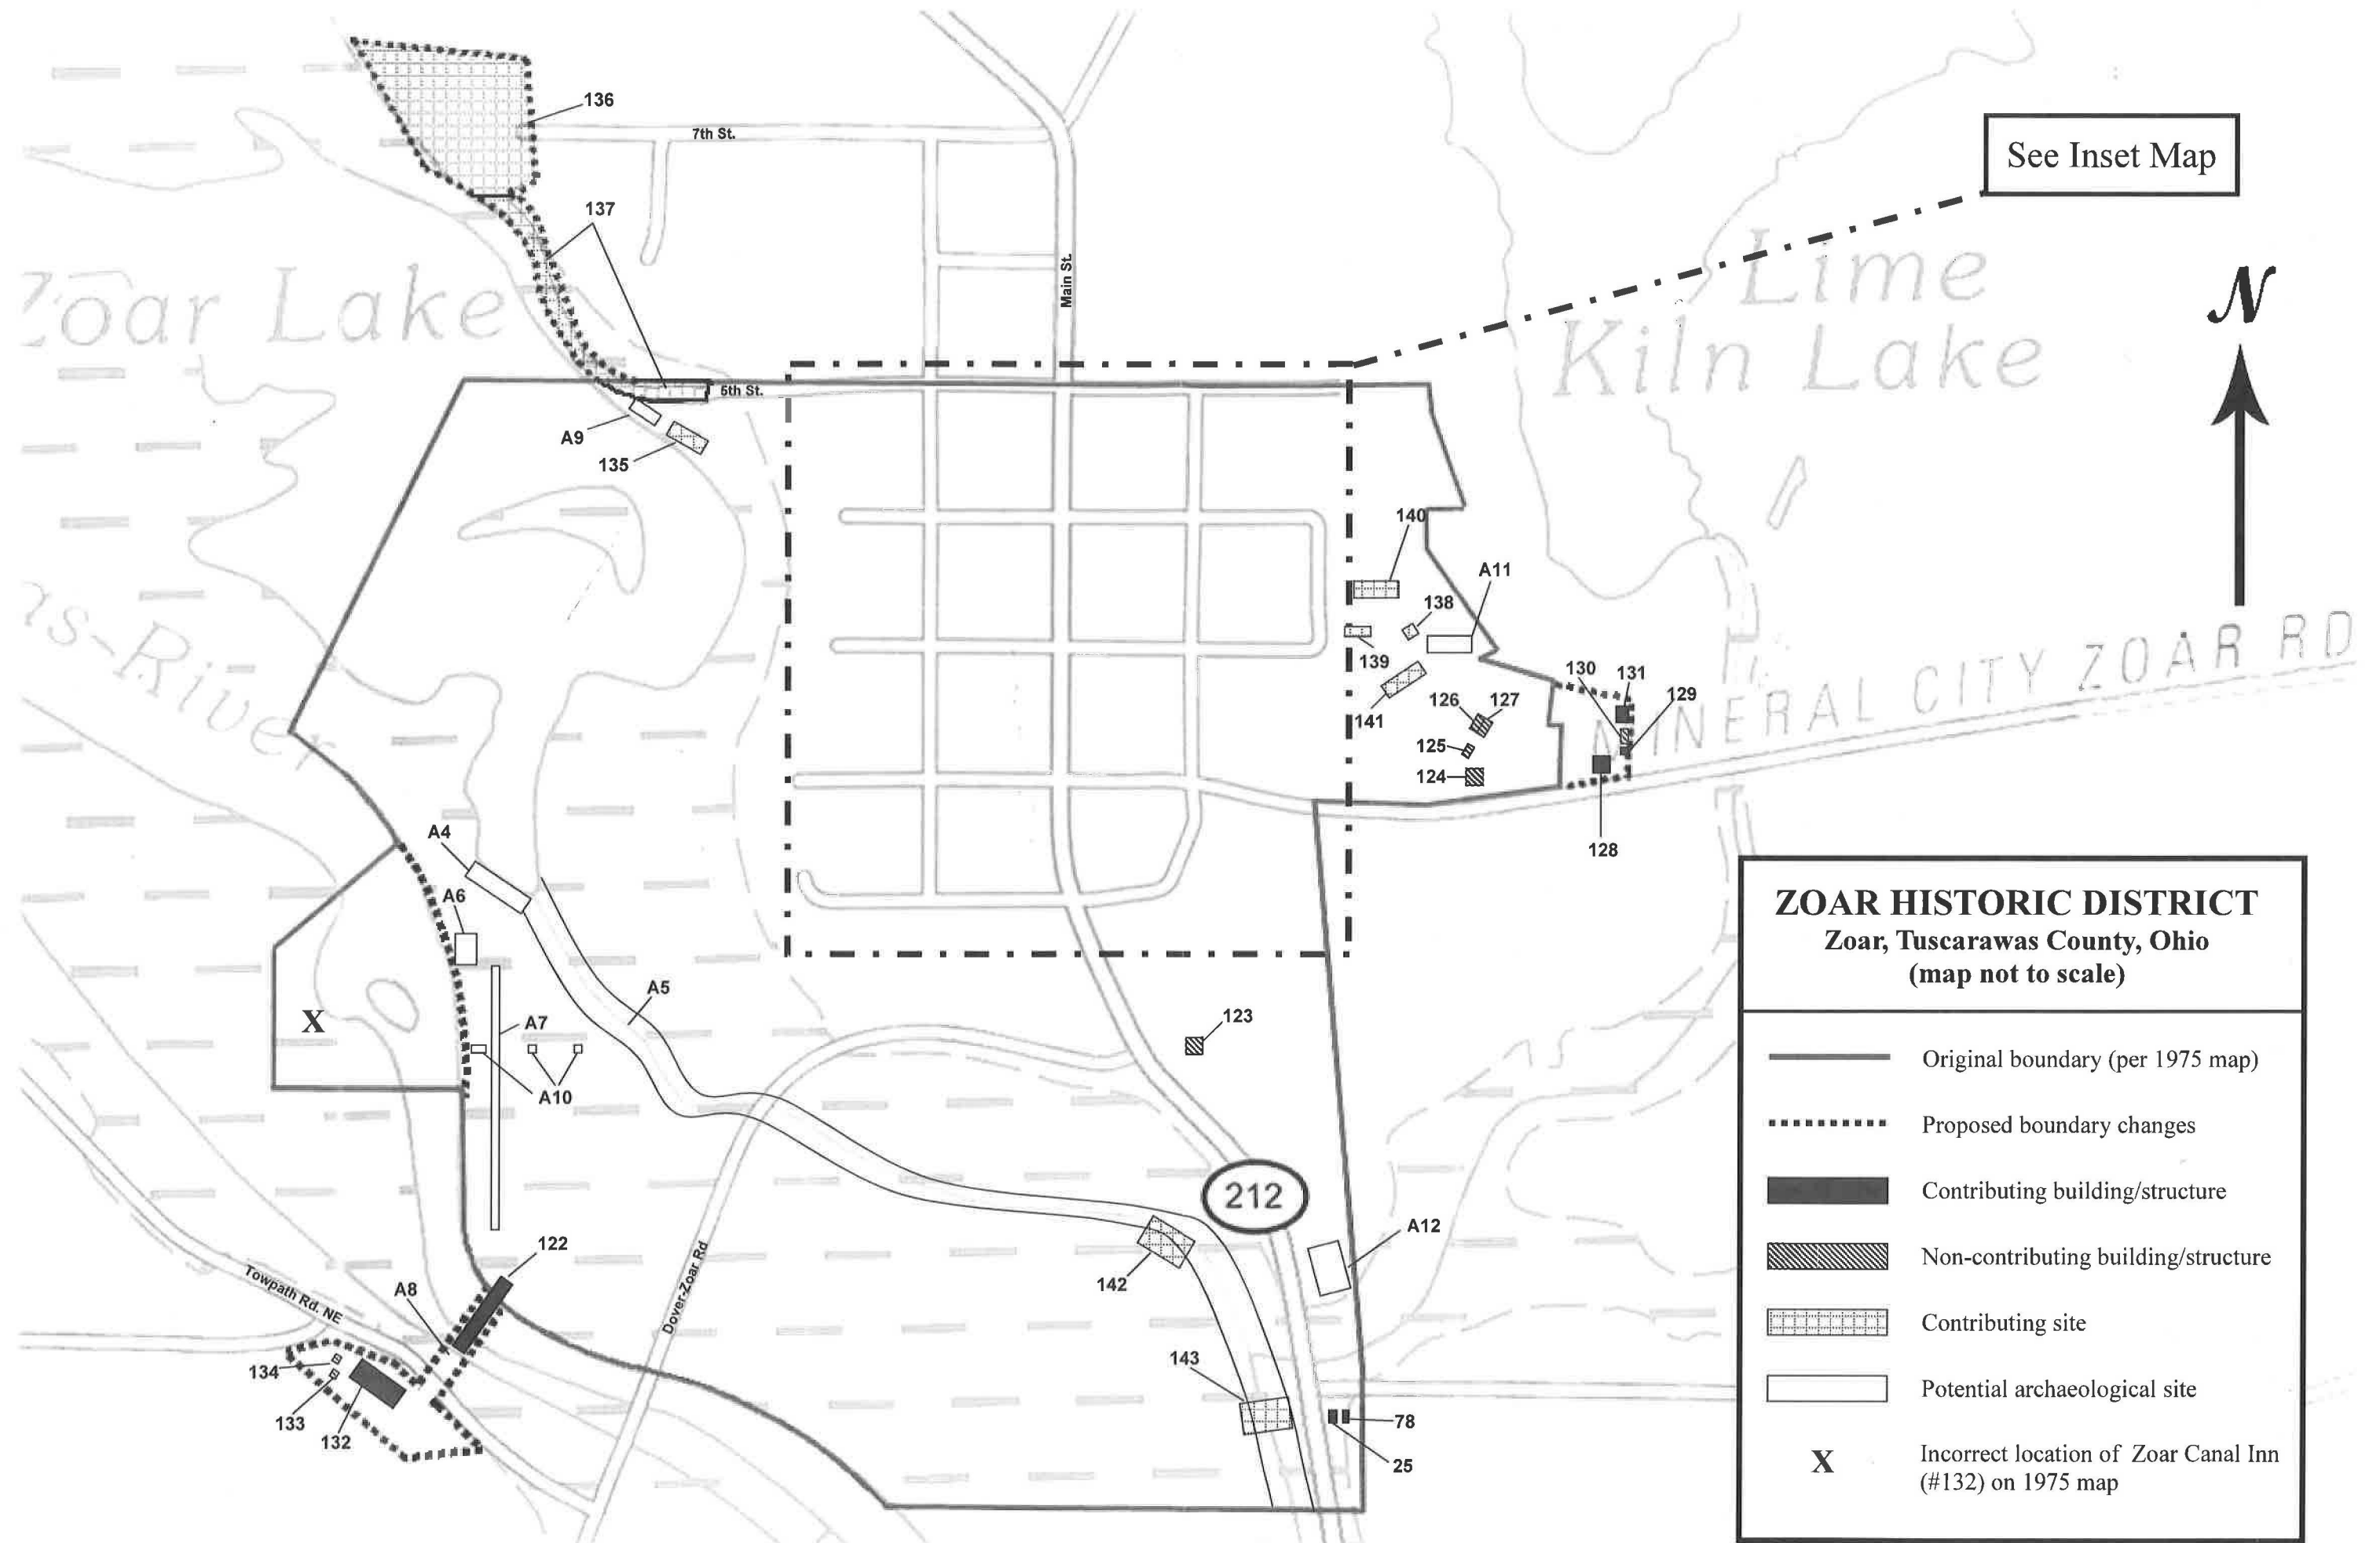 136
7th St.
See Inset Map
137
Main St.
Zoar Lake
Lime
Kiln Lake
N
5th St.
A9
135
140
A11
138
139
141
as River
130
131
129
126
127
125
124
128
MINERAL CITY ZOAR RD
A4
A6
A5
X
A7
A10
123
212
A12
122
A8
Towpath Rd. NE
Dover-Zoar Rd
142
134
133
132
143
78
25
ZOAR HISTORIC DISTRICT
Zoar, Tuscarawas County, Ohio
(map not to scale)
Original boundary (per 1975 map)
Proposed boundary changes
Contributing building/structure
Non-contributing building/structure
Contributing site
Potential archaeological site
X Incorrect location of Zoar Canal Inn
(#132) on 1975 map